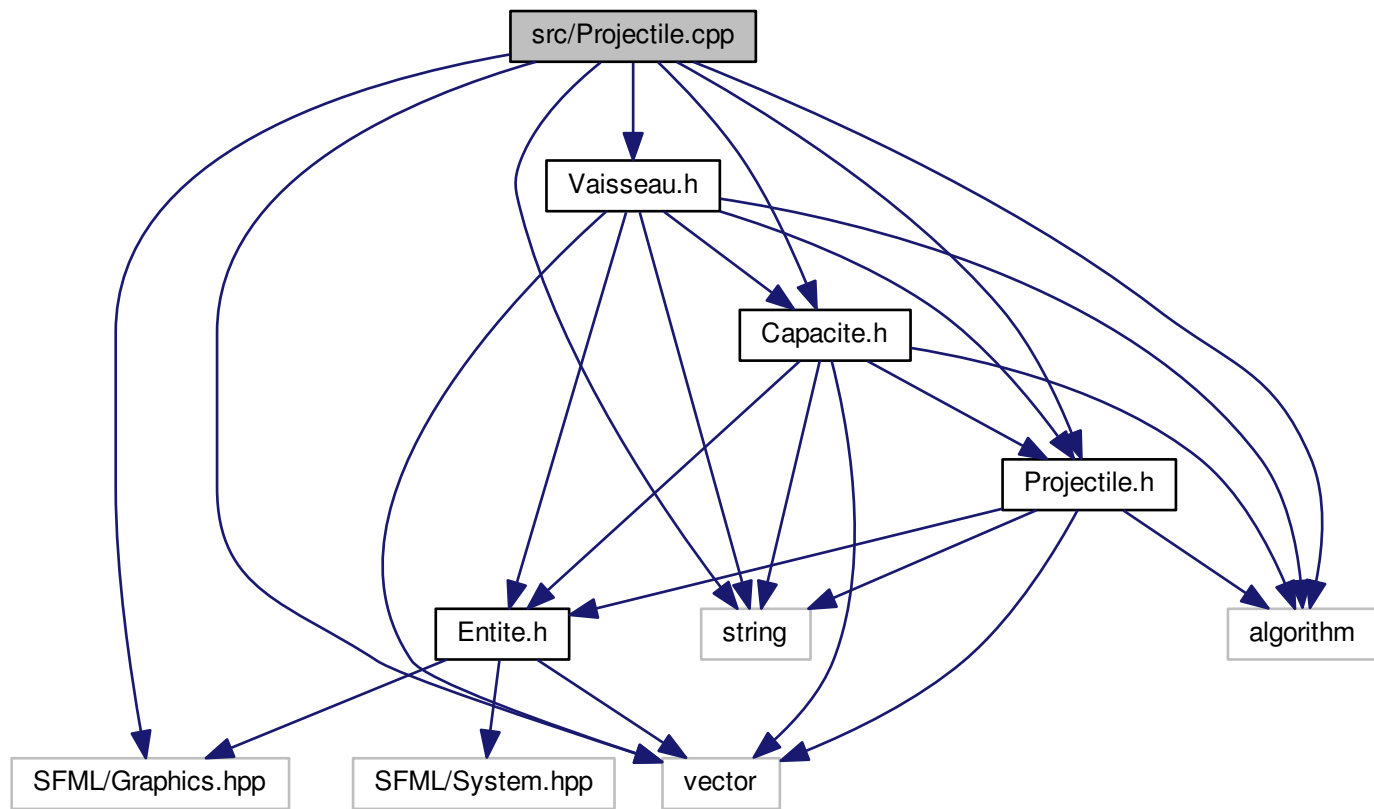 src/Projectile.cpp
Vaisseau.h
Capacite.h
Projectile.h
Entite.h
string
algorithm
SFML/Graphics.hpp
SFML/System.hpp
vector